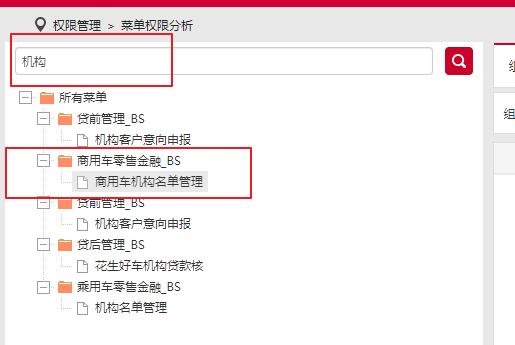 权限管理 > 菜单权限分析
机构
所有菜单
贷前管理_BS
机构客户意向申报
商用车零售金融_BS
商用车机构名单管理
贷前管理_BS
机构客户意向申报
贷后管理_BS
花生好车机构贷款核
乘用车零售金融_BS
机构名单管理
组